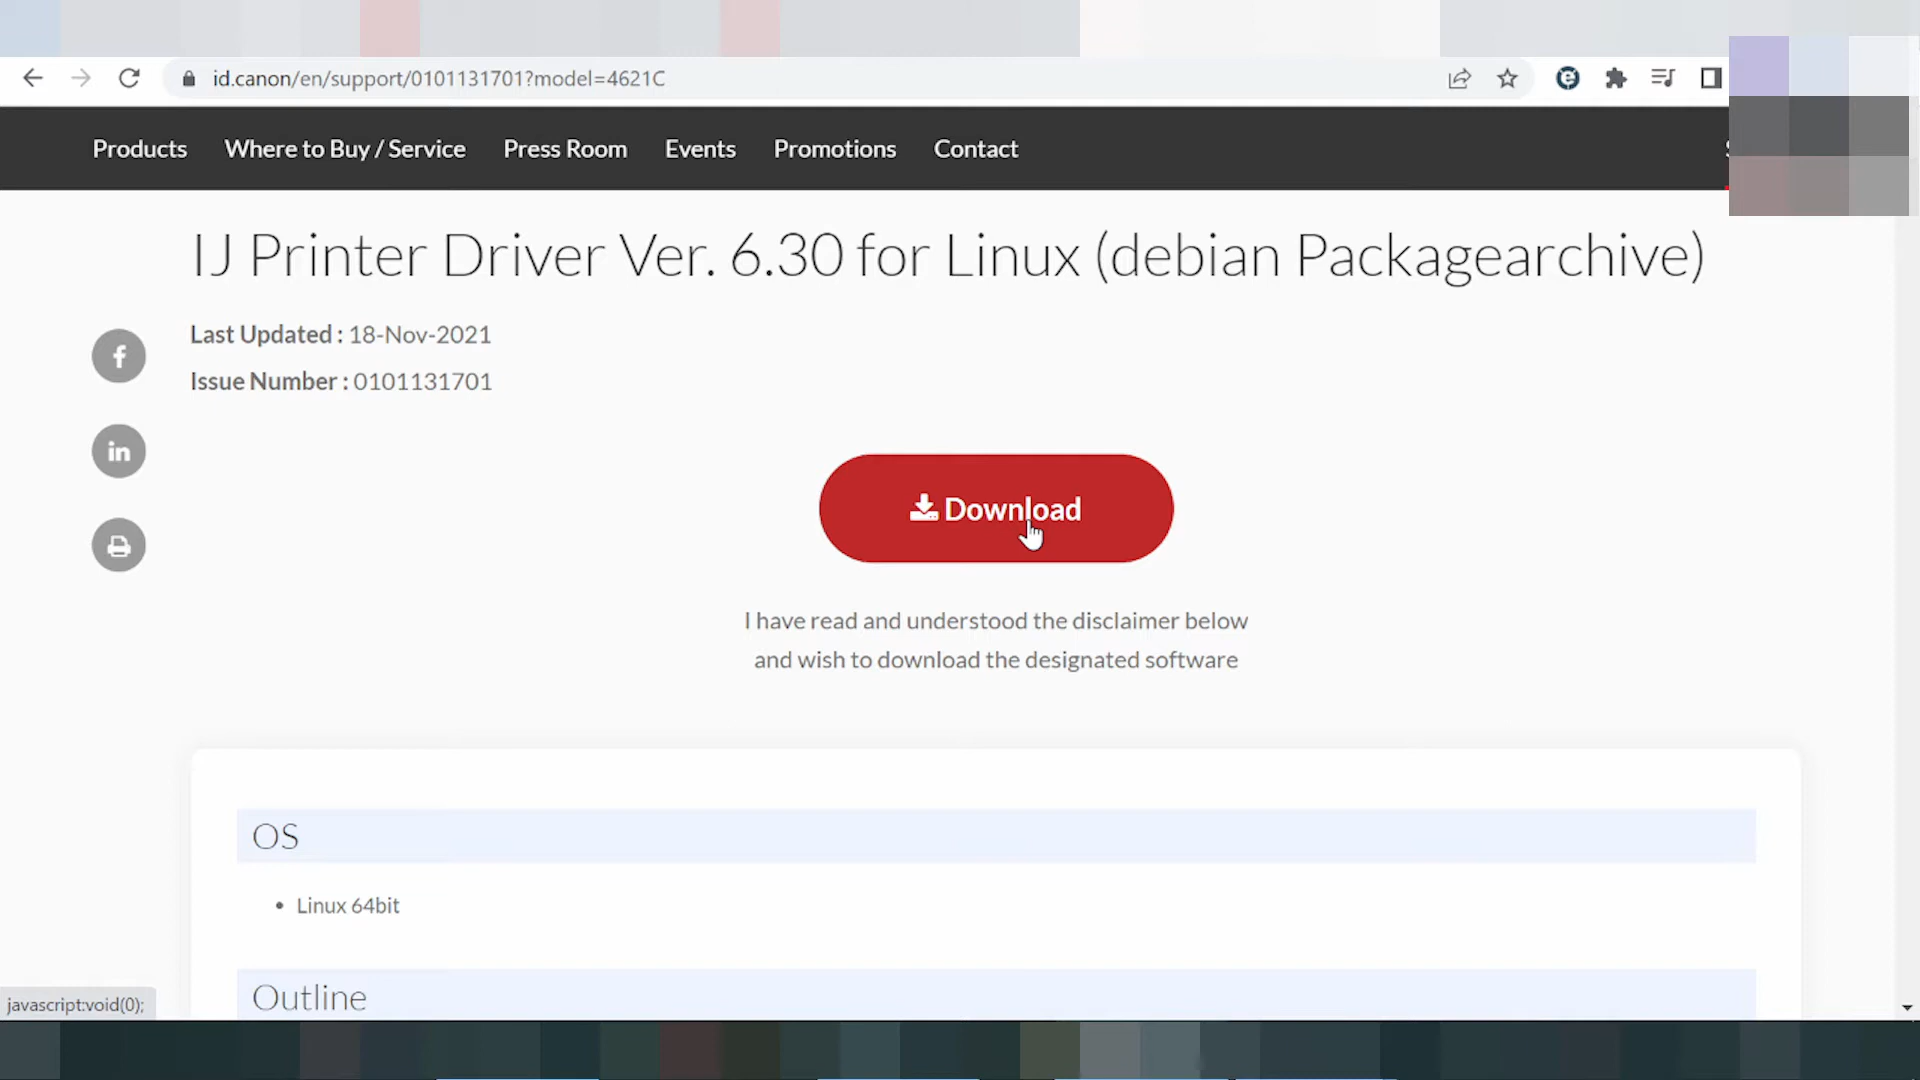 id.canon/en/support/0101131701?model=4621C
Products Where to Buy / Service Press Room Events Promotions Contact
IJ Printer Driver Ver. 6.30 for Linux (debian Packagearchive)
Last Updated : 18-Nov-2021
Issue Number : 0101131701
Download
I have read and understood the disclaimer below
and wish to download the designated software
OS
• Linux 64bit
Outline
javascript:void(0);